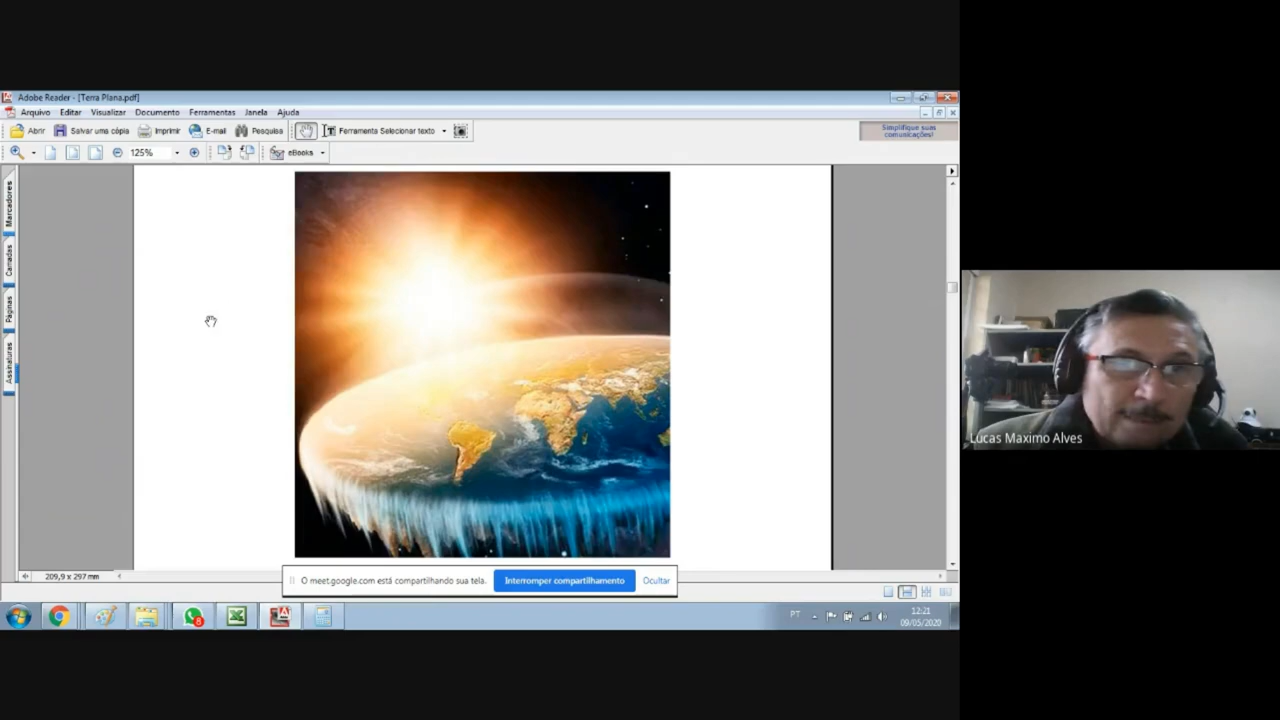 Adobe Reader - [Terra Plana.pdf]
Arquivo Editar Visualizar Documento Ferramentas Janela Ajuda
Abrir Salvar uma cópia Imprimir E-mail Pesquisa Ferramenta Selecionar texto
Simplifique suas
comunicações!
125% eBooks
Marcadores
Camadas
Páginas
Assinaturas
Lucas Maximo Alves
209,9 x 297 mm
O meet.google.com está compartilhando sua tela. Interromper compartilhamento Ocultar
8
PT
12:21
09/05/2020